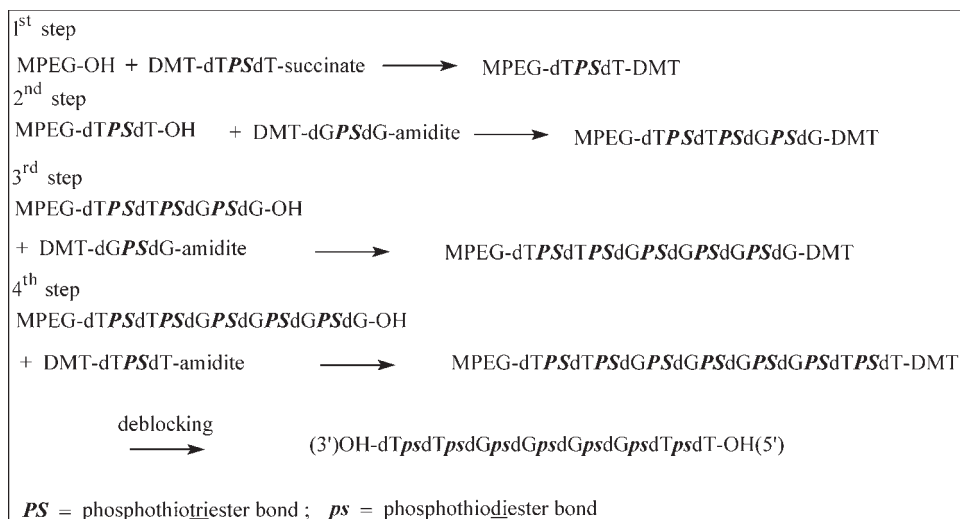 1st step
MPEG-OH + DMT-dTPSdT-succinate ⟶ MPEG-dTPSdT-DMT
2nd step
MPEG-dTPSdT-OH + DMT-dGPSdG-amidite ⟶ MPEG-dTPSdTPSdGPSdG-DMT
3rd step
MPEG-dTPSdTPSdGPSdG-OH
+ DMT-dGPSdG-amidite ⟶ MPEG-dTPSdTPSdGPSdGPSdGPSdG-DMT
4th step
MPEG-dTPSdTPSdGPSdGPSdGPSdG-OH
+ DMT-dTPSdT-amidite ⟶ MPEG-dTPSdTPSdGPSdGPSdGPSdGPSdTPSdT-DMT
deblocking
⟶ (3')OH-dTpsdTpsdGpsdGpsdGpsdGpsdTpsdT-OH(5')
PS = phosphothiotriester bond ; ps = phosphothiodiester bond